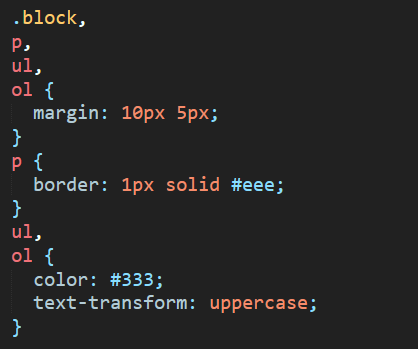 .block,
p,
ul,
ol {
  margin: 10px 5px;
}
p {
  border: 1px solid #eee;
}
ul,
ol {
  color: #333;
  text-transform: uppercase;
}